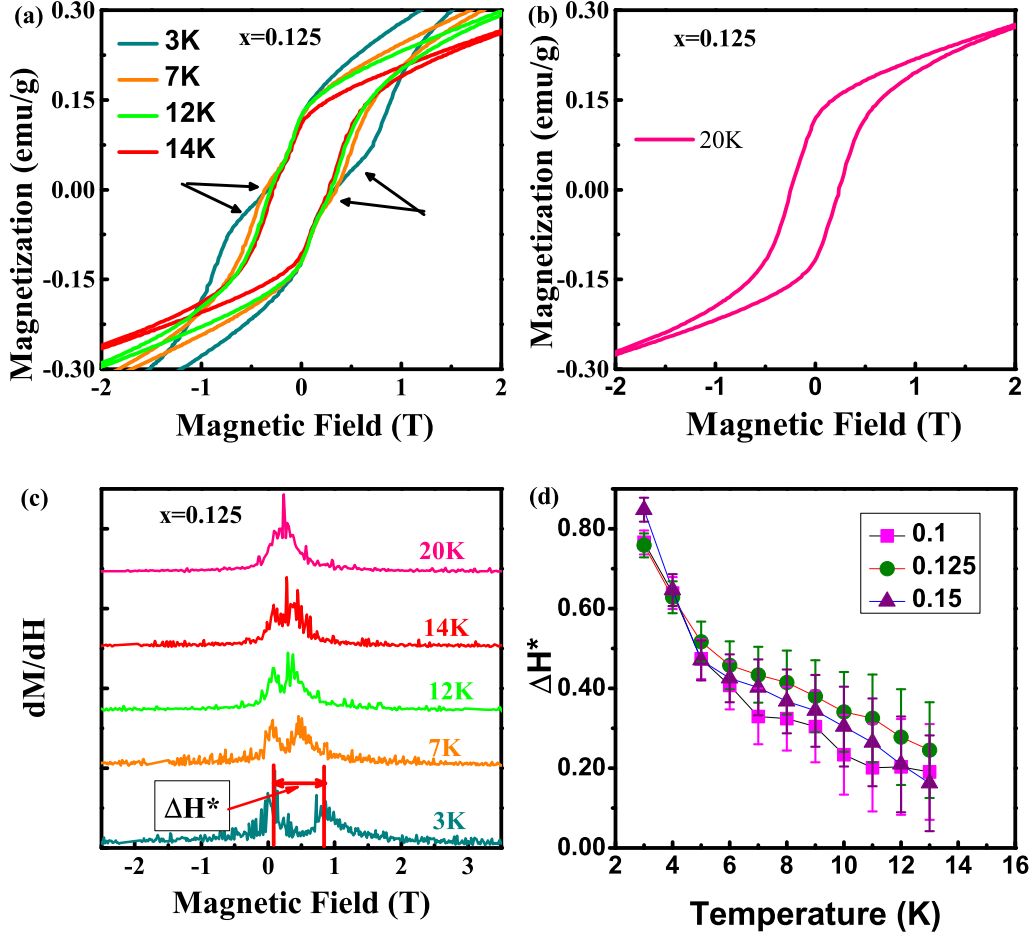 (a)
x=0.125
3K
7K
12K
14K
0.30
0.15
0.00
-0.15
-0.30
-2
-1
0
1
2
Magnetization (emu/g)
Magnetic Field (T)
(b)
x=0.125
20K
0.30
0.15
0.00
-0.15
-0.30
-2
-1
0
1
2
Magnetization (emu/g)
Magnetic Field (T)
(c)
x=0.125
20K
14K
12K
7K
3K
ΔH*
-2
-1
0
1
2
3
dM/dH
Magnetic Field (T)
(d)
0.1
0.125
0.15
0.80
0.60
0.40
0.20
0.00
2
4
6
8
10
12
14
16
ΔH*
Temperature (K)